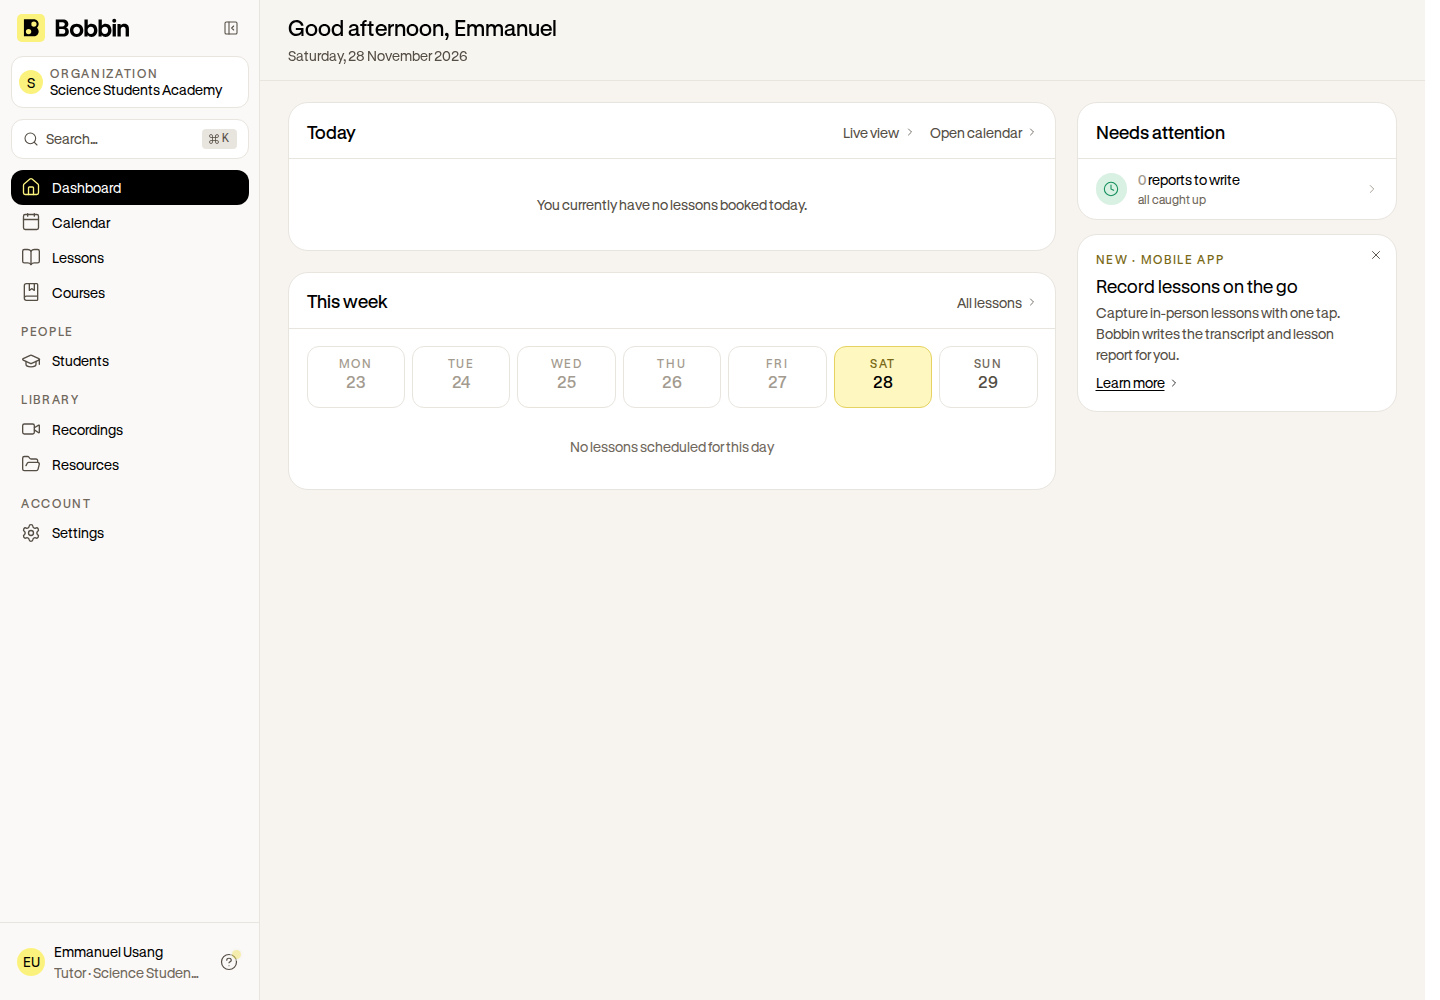 Bobbin
ORGANIZATION
S
Science Students Academy
Search...
⌘ K
Dashboard
Calendar
Lessons
Courses
PEOPLE
Students
LIBRARY
Recordings
Resources
ACCOUNT
Settings
EU
Emmanuel Usang
Tutor · Science Studen...
Good afternoon, Emmanuel
Saturday, 28 November 2026
Today
Live view
Open calendar
You currently have no lessons booked today.
This week
All lessons
MON TUE WED THU FRI SAT SUN
23 24 25 26 27 28 29
No lessons scheduled for this day
Needs attention
0 reports to write
all caught up
NEW · MOBILE APP
Record lessons on the go
Capture in-person lessons with one tap.
Bobbin writes the transcript and lesson
report for you.
Learn more